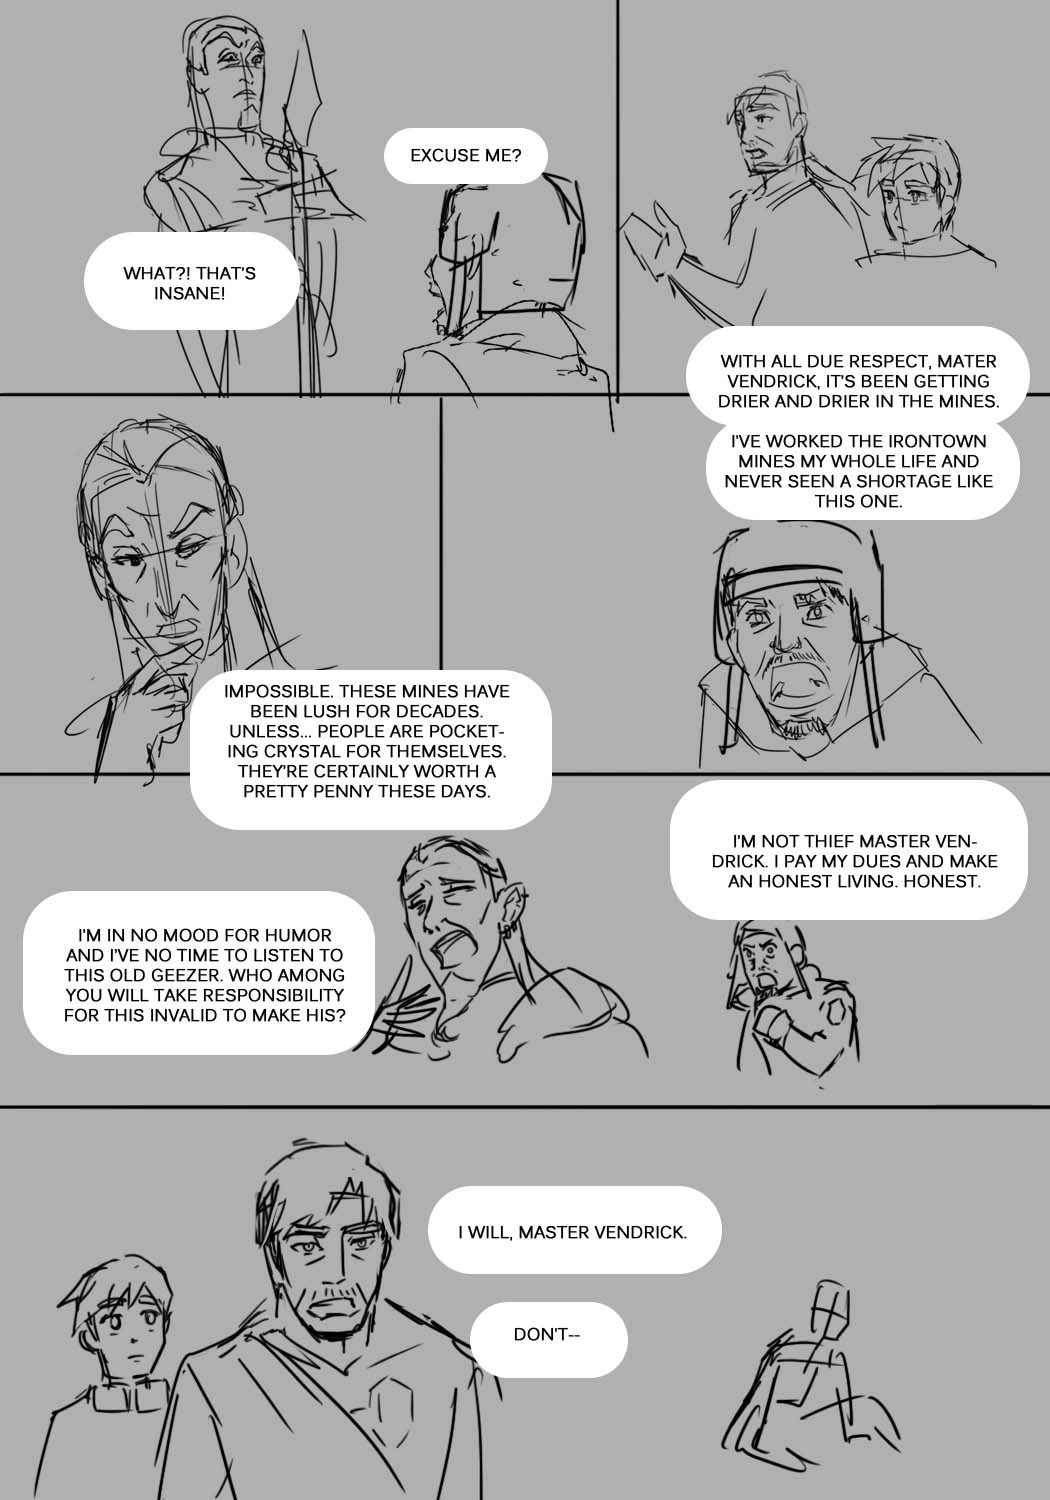 EXCUSE ME?
WHAT?! THAT'S
INSANE!
WITH ALL DUE RESPECT, MATER
VENDRICK, IT'S BEEN GETTING
DRIER AND DRIER IN THE MINES.
I'VE WORKED THE IRONTOWN
MINES MY WHOLE LIFE AND
NEVER SEEN A SHORTAGE LIKE
THIS ONE.
IMPOSSIBLE. THESE MINES HAVE
BEEN LUSH FOR DECADES.
UNLESS... PEOPLE ARE POCKET-
ING CRYSTAL FOR THEMSELVES.
THEY'RE CERTAINLY WORTH A
PRETTY PENNY THESE DAYS.
I'M NOT THIEF MASTER VEN-
DRICK. I PAY MY DUES AND MAKE
AN HONEST LIVING. HONEST.
I'M IN NO MOOD FOR HUMOR
AND I'VE NO TIME TO LISTEN TO
THIS OLD GEEZER. WHO AMONG
YOU WILL TAKE RESPONSIBILITY
FOR THIS INVALID TO MAKE HIS?
I WILL, MASTER VENDRICK.
DON'T--